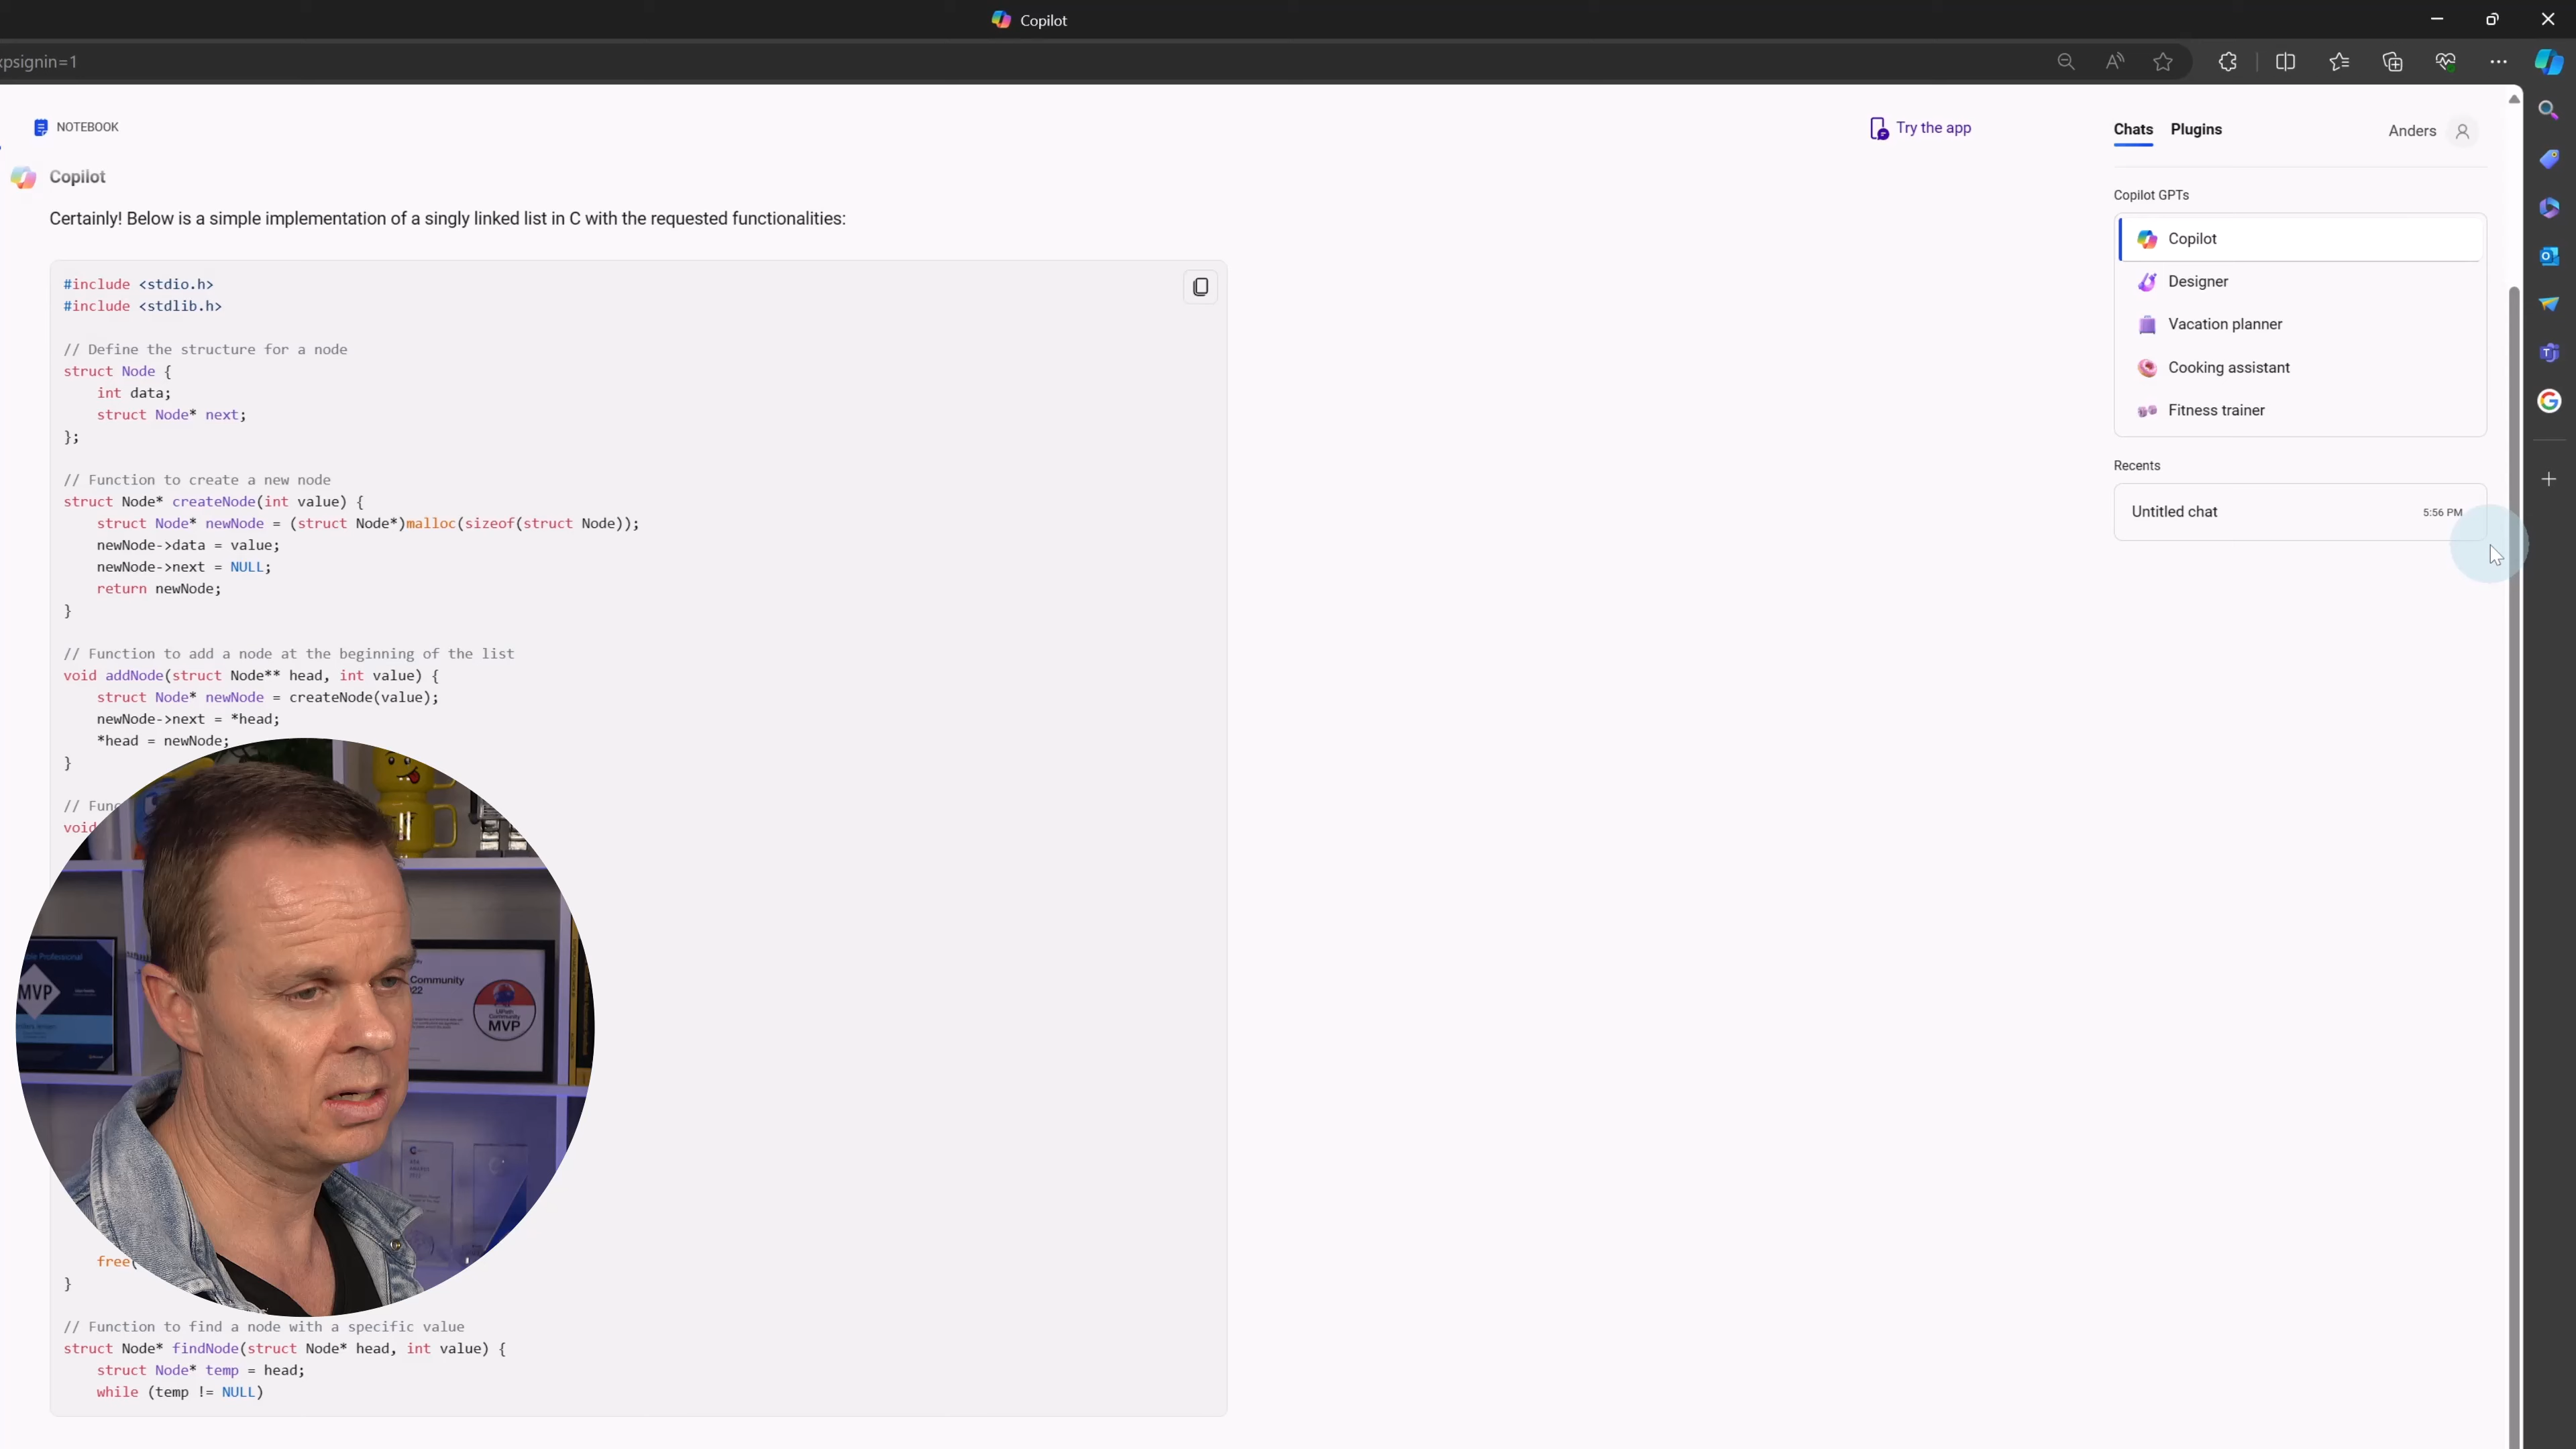 Copilot
xpsignin=1
NOTEBOOK
Try the app
Chats Plugins
Anders
Copilot
Certainly! Below is a simple implementation of a singly linked list in C with the requested functionalities:
#include <stdio.h>
#include <stdlib.h>
// Define the structure for a node
struct Node {
    int data;
    struct Node* next;
};
// Function to create a new node
struct Node* createNode(int value) {
    struct Node* newNode = (struct Node*)malloc(sizeof(struct Node));
    newNode->data = value;
    newNode->next = NULL;
    return newNode;
}
// Function to add a node at the beginning of the list
void addNode(struct Node** head, int value) {
    struct Node* newNode = createNode(value);
    newNode->next = *head;
    *head = newNode;
}
// Func
void
    free(
}
// Function to find a node with a specific value
struct Node* findNode(struct Node* head, int value) {
    struct Node* temp = head;
    while (temp != NULL)
Copilot GPTs
Copilot
Designer
Vacation planner
Cooking assistant
Fitness trainer
Recents
Untitled chat
5:56 PM
Professional
MVP
Community
22
UiPath
Community
MVP